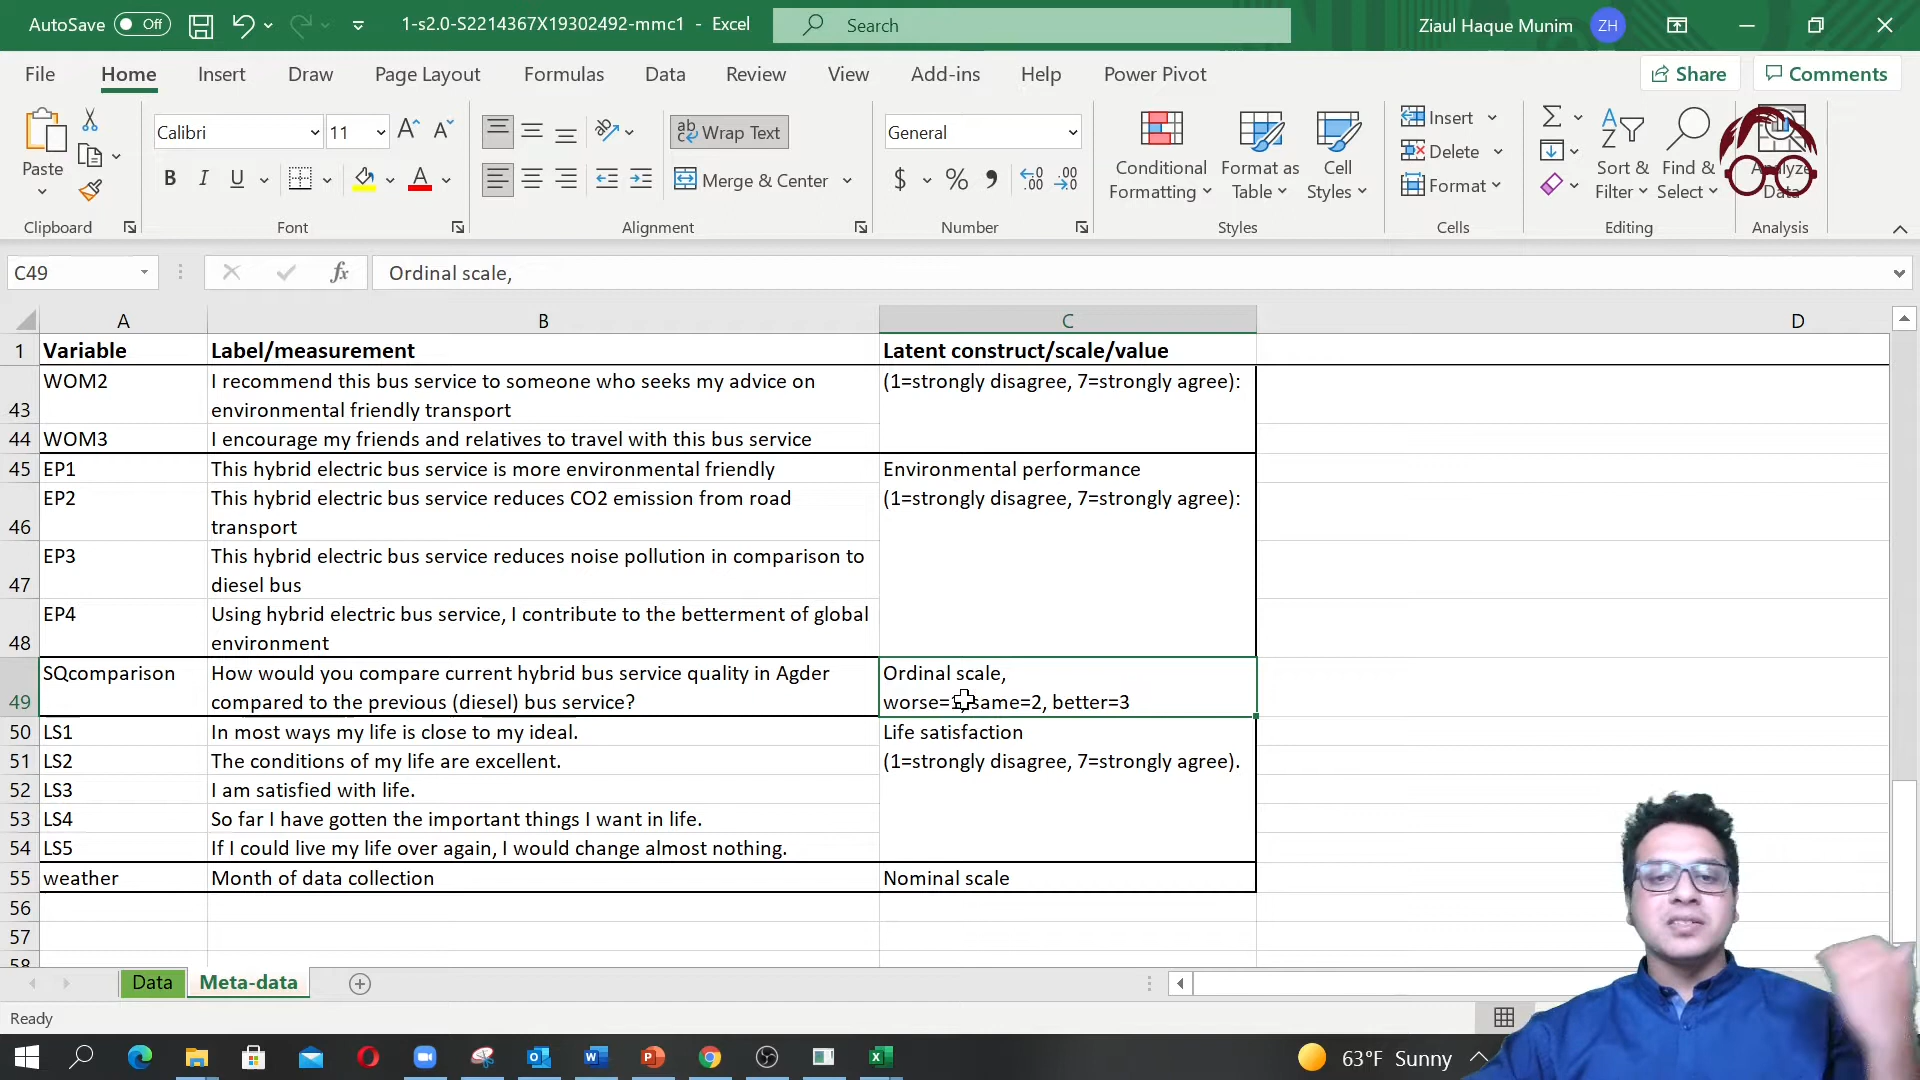 AutoSave Off 1-s2.0-S2214367X19302492-mmc1 - Excel Search Ziaul Haque Munim ZH
File Home Insert Draw Page Layout Formulas Data Review View Add-ins Help Power Pivot Share Comments
Calibri 11 Wrap Text General Insert
Paste Conditional Format as Cell Delete Sort & Find & Analyze
B I U Merge & Center $ % Formatting Table Styles Format Filter Select Data
Clipboard Font Alignment Number Styles Cells Editing Analysis
C49 fx Ordinal scale,
A B C D
1 Variable Label/measurement Latent construct/scale/value
WOM2 I recommend this bus service to someone who seeks my advice on (1=strongly disagree, 7=strongly agree):
43 environmental friendly transport
44 WOM3 I encourage my friends and relatives to travel with this bus service
45 EP1 This hybrid electric bus service is more environmental friendly Environmental performance
EP2 This hybrid electric bus service reduces CO2 emission from road (1=strongly disagree, 7=strongly agree):
46 transport
EP3 This hybrid electric bus service reduces noise pollution in comparison to
47 diesel bus
EP4 Using hybrid electric bus service, I contribute to the betterment of global
48 environment
SQcomparison How would you compare current hybrid bus service quality in Agder Ordinal scale,
49 compared to the previous (diesel) bus service? worse= same=2, better=3
50 LS1 In most ways my life is close to my ideal. Life satisfaction
51 LS2 The conditions of my life are excellent. (1=strongly disagree, 7=strongly agree).
52 LS3 I am satisfied with life.
53 LS4 So far I have gotten the important things I want in life.
54 LS5 If I could live my life over again, I would change almost nothing.
55 weather Month of data collection Nominal scale
56
57
58
Data Meta-data
Ready
63°F Sunny